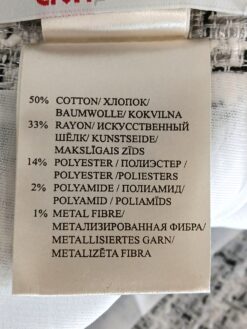 50% COTTON/ ХЛОПОК/
BAUMWOLLE/ KOKVILNA
33% RAYON/ ИСКУССТВЕННЫЙ
ШЁЛК/ KUNSTSEIDE/
MAKSLĪGAIS ZĪDS
14% POLYESTER / ПОЛИЭСТЕР /
POLYESTER /POLIESTERS
2% POLYAMIDE / ПОЛИАМИД/
POLYAMID / POLIAMĪDS
1% METAL FIBRE/
МЕТАЛИЗИРОВАННАЯ ФИБРА/
METALLISIERTES GARN/
METALIZĒTA FIBRA